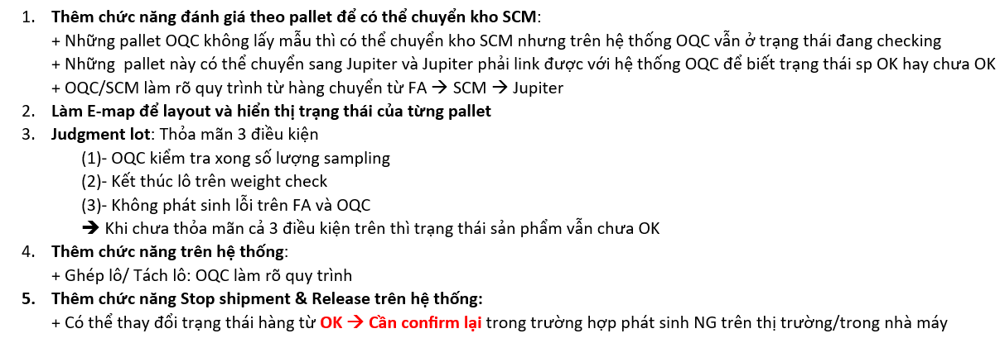 1. Thêm chức năng đánh giá theo pallet để có thể chuyển kho SCM:
+ Những pallet OQC không lấy mẫu thì có thể chuyển kho SCM nhưng trên hệ thống OQC vẫn ở trạng thái đang checking
+ Những pallet này có thể chuyển sang Jupiter và Jupiter phải link được với hệ thống OQC để biết trạng thái sp OK hay chưa OK
+ OQC/SCM làm rõ quy trình từ hàng chuyển từ FA → SCM → Jupiter
2. Làm E-map để layout và hiển thị trạng thái của từng pallet
3. Judgment lot: Thỏa mãn 3 điều kiện
(1)- OQC kiểm tra xong số lượng sampling
(2)- Kết thúc lô trên weight check
(3)- Không phát sinh lỗi trên FA và OQC
➔ Khi chưa thỏa mãn cả 3 điều kiện trên thì trạng thái sản phẩm vẫn chưa OK
4. Thêm chức năng trên hệ thống:
+ Ghép lô/ Tách lô: OQC làm rõ quy trình
5. Thêm chức năng Stop shipment & Release trên hệ thống:
+ Có thể thay đổi trạng thái hàng từ OK → Cần confirm lại trong trường hợp phát sinh NG trên thị trường/trong nhà máy